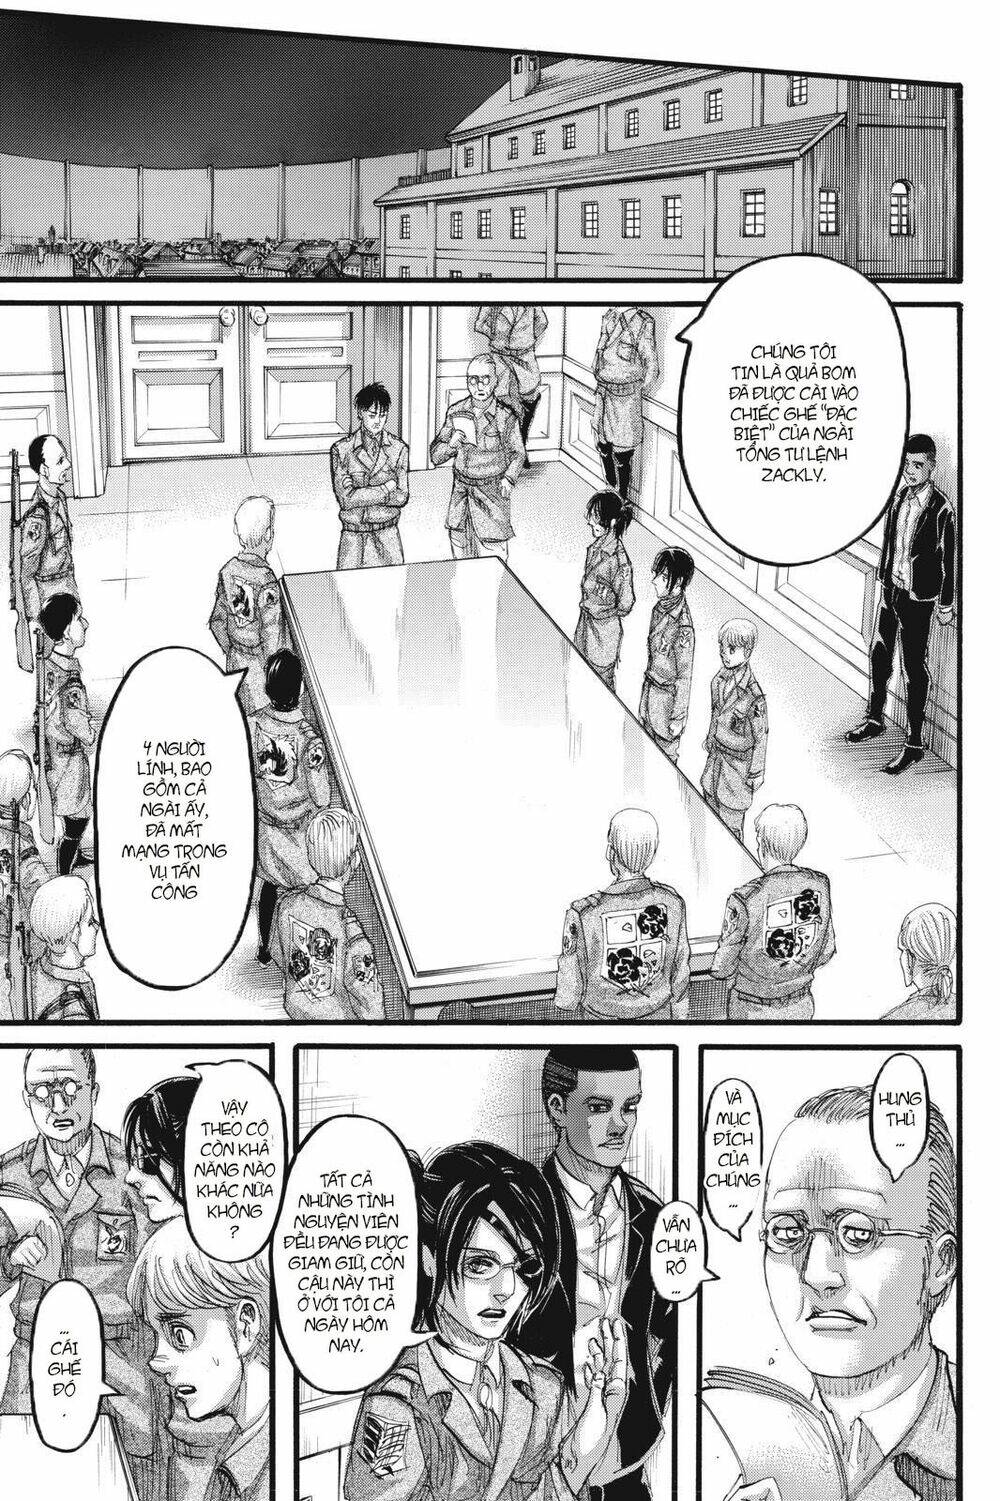 CHÚNG TÔI
TIN LÀ QUẢ BOM
ĐÃ ĐƯỢC CÀI VÀO
CHIẾC GHẾ "ĐẶC
BIỆT" CỦA NGÀI
TỔNG TƯ LỆNH
ZACKLY.
4 NGƯỜI
LÍNH, BAO
GỒM CẢ
NGÀI ẤY,
ĐÃ MẤT
MẠNG TRONG
VỤ TẤN
CÔNG
HUNG
THỦ
...
VÀ
MỤC
ĐÍCH CỦA
CHÚNG
...
VẪN
CHƯA
RÕ
...
TẤT CẢ
NHỮNG TÌNH
NGUYỆN VIÊN
ĐỀU ĐANG ĐƯỢC
GIAM GIỮ, CÒN
CẬU NÀY THÌ
Ở VỚI TÔI CẢ
NGÀY HÔM
NAY.
VẬY
THEO CÔ
CÒN KHẢ
NĂNG NÀO
KHÁC NỮA
KHÔNG
?
...
CÁI
GHẾ
ĐÓ
.